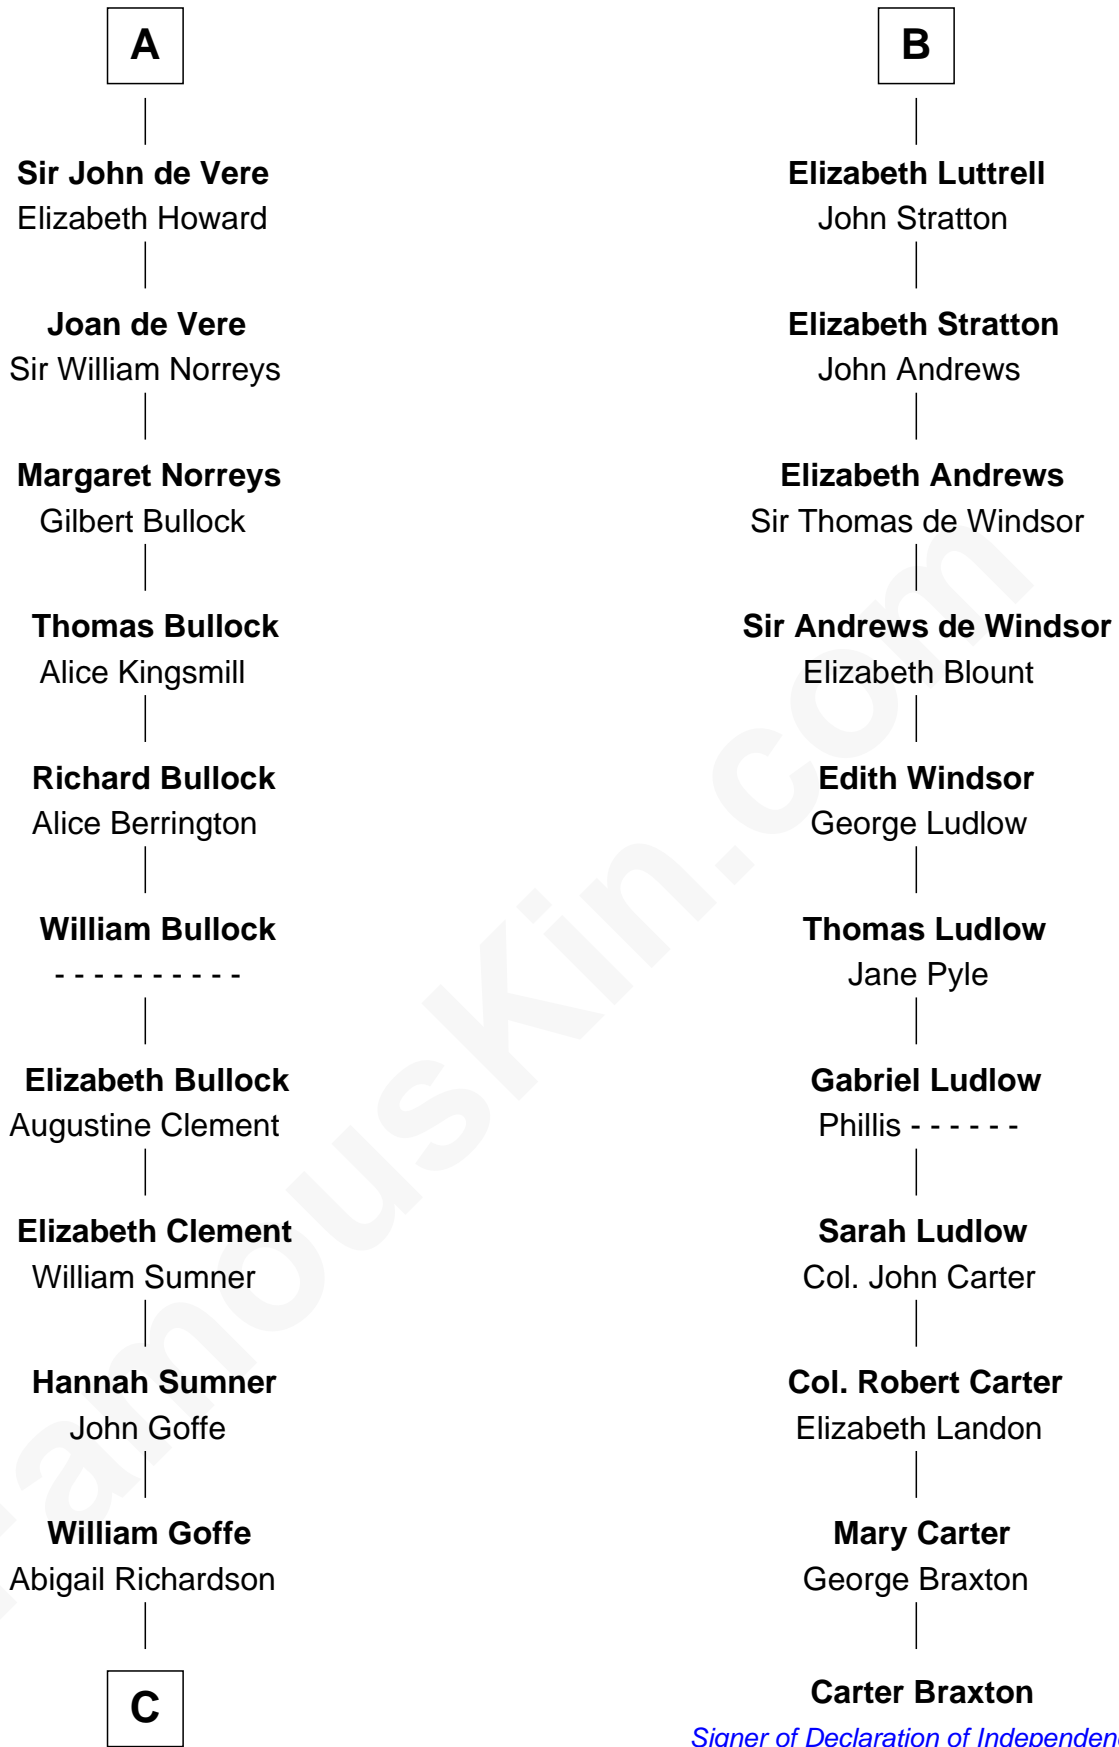 A
Sir John de Vere
Elizabeth Howard
Joan de Vere
Sir William Norreys
Margaret Norreys
Gilbert Bullock
Thomas Bullock
Alice Kingsmill
Richard Bullock
Alice Berrington
William Bullock
- - - - - - - - - -
Elizabeth Bullock
Augustine Clement
Elizabeth Clement
William Sumner
Hannah Sumner
John Goffe
William Goffe
Abigail Richardson
C
B
Elizabeth Luttrell
John Stratton
Elizabeth Stratton
John Andrews
Elizabeth Andrews
Sir Thomas de Windsor
Sir Andrews de Windsor
Elizabeth Blount
Edith Windsor
George Ludlow
Thomas Ludlow
Jane Pyle
Gabriel Ludlow
Phillis - - - - - -
Sarah Ludlow
Col. John Carter
Col. Robert Carter
Elizabeth Landon
Mary Carter
George Braxton
Carter Braxton
Signer of Declaration of Independen
FamousKin.com